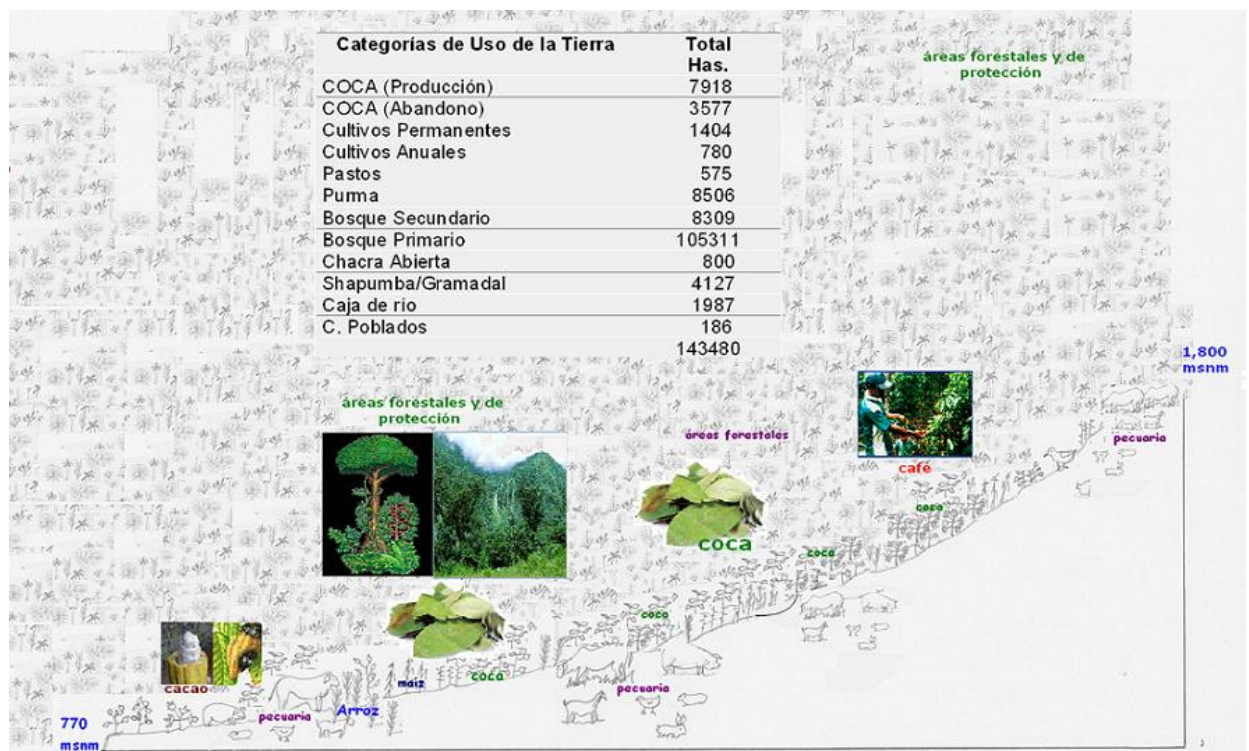 Categorías de Uso de la Tierra Total Has.
COCA (Producción) 7918
COCA (Abandono) 3577
Cultivos Permanentes 1404
Cultivos Anuales 780
Pastos 575
Purma 8506
Bosque Secundario 8309
Bosque Primario 105311
Chacra Abierta 800
Shapumba/Gramadal 4127
Caja de río 1987
C. Poblados 186
143480
áreas forestales y de
protección
1,800
msnm
áreas forestales y de
protección
áreas forestales
pecuaria
café
coca
coca
coca
coca
cacao
maíz
coca
pecuaria
pecuaria
Arroz
770
msnm